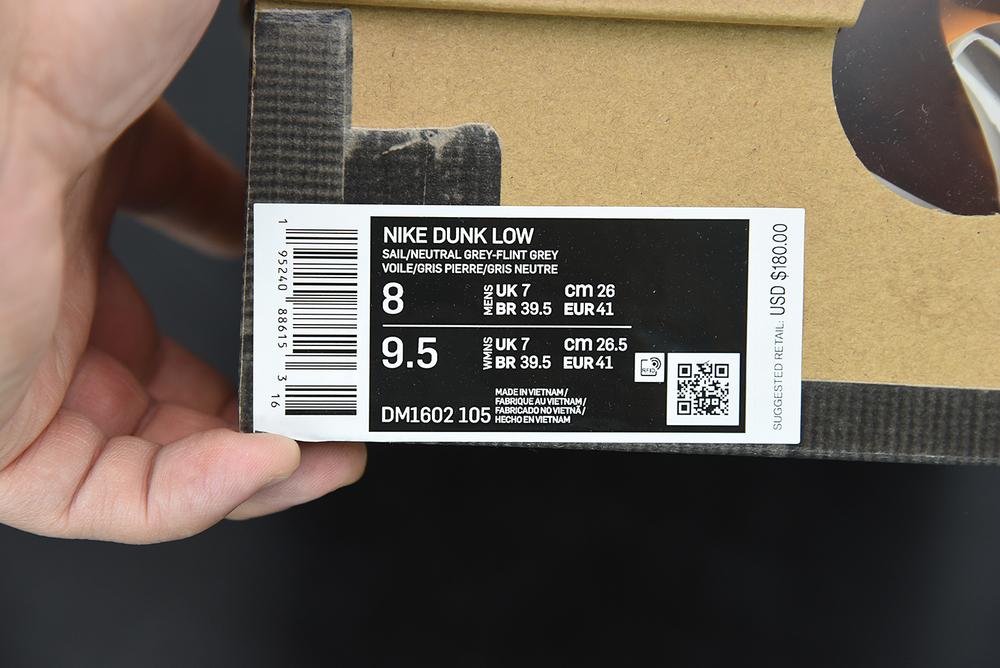 NIKE DUNK LOW
SAIL/NEUTRAL GREY-FLINT GREY
VOILE/GRIS PIERRE/GRIS NEUTRE
8
MENS
UK 7 cm 26
BR 39.5 EUR 41
9.5
WMNS
UK 7 cm 26.5
BR 39.5 EUR 41
RFID
DM1602 105
MADE IN VIETNAM/
FABRIQUE AU VIETNAM/
FABRICADO NO VIETNÃ/
HECHO EN VIETNAM
1 95240 88615 3 16
SUGGESTED RETAIL: USD $180.00